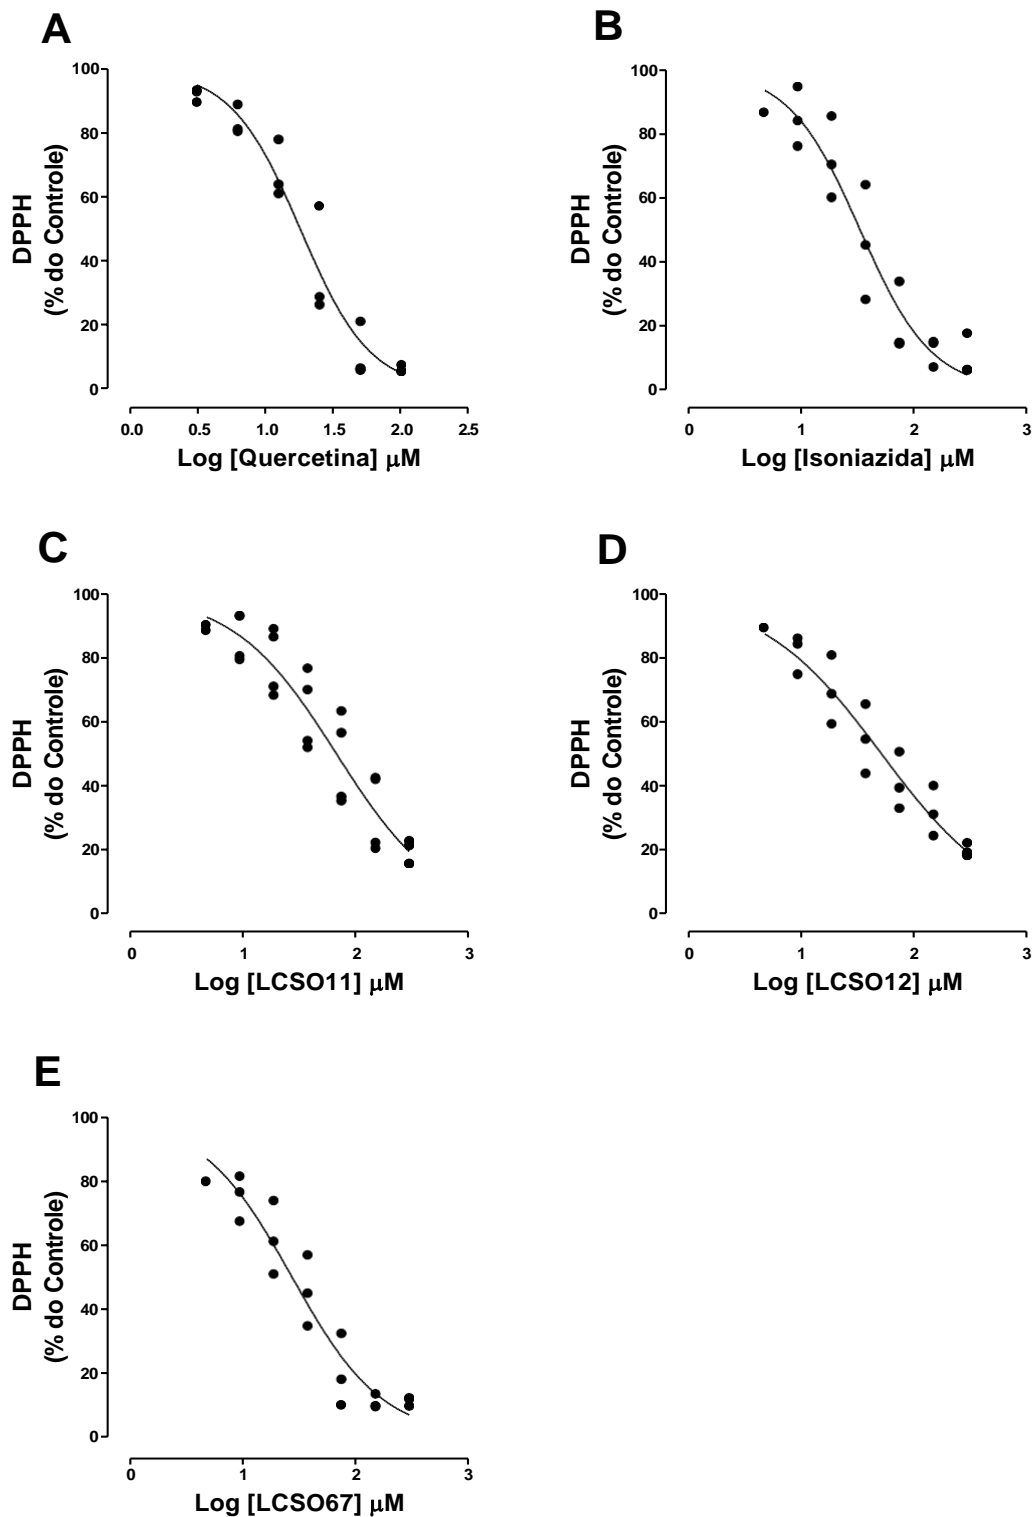 A
DPPH
(% do Controle)
100
80
60
40
20
0
0.0 0.5 1.0 1.5 2.0 2.5
Log [Quercetina] μM
B
DPPH
(% do Controle)
100
80
60
40
20
0
0 1 2 3
Log [Isoniazida] μM
C
DPPH
(% do Controle)
100
80
60
40
20
0
0 1 2 3
Log [LCSO11] μM
D
DPPH
(% do Controle)
100
80
60
40
20
0
0 1 2 3
Log [LCSO12] μM
E
DPPH
(% do Controle)
100
80
60
40
20
0
0 1 2 3
Log [LCSO67] μM